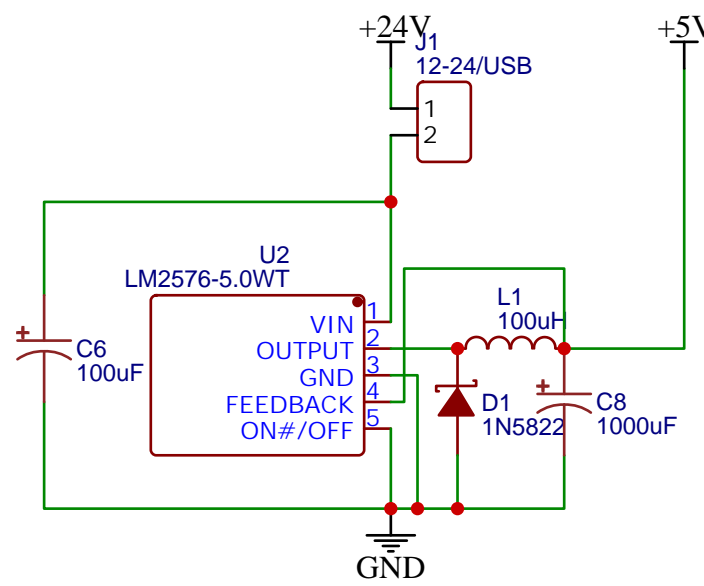 +24V
+5V
J1
12-24/USB
1
2
U2
LM2576-5.0WT
VIN
1
OUTPUT
2
GND
3
FEEDBACK
4
ON#/OFF
5
L1
100uH
+
C6
100uF
D1
1N5822
+
C8
1000uF
GND